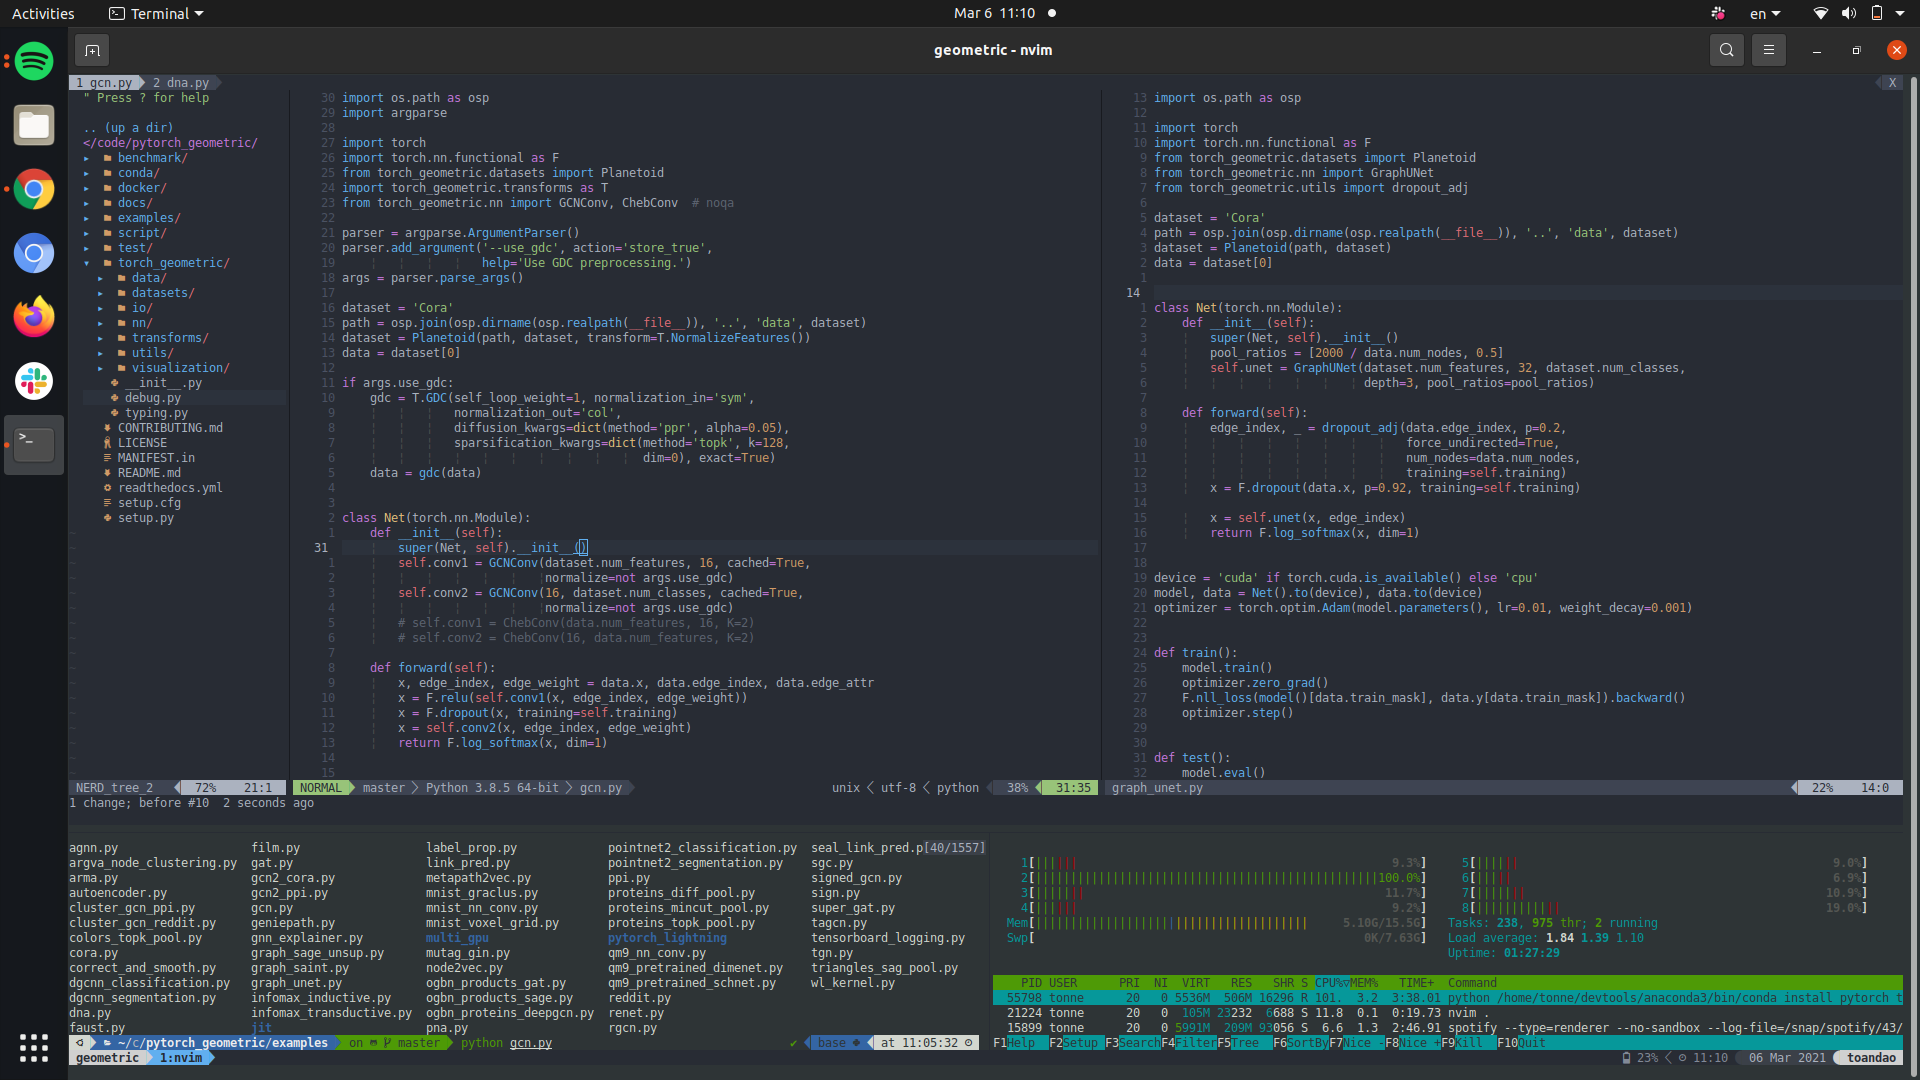 Activities Terminal Mar 6 11:10 en
geometric - nvim
1 gcn.py 2 dna.py X
" Press ? for help
.. (up a dir)
</code/pytorch_geometric/
▸ benchmark/
▸ conda/
▸ docker/
▸ docs/
▸ examples/
▸ script/
▸ test/
▾ torch_geometric/
▸ data/
▸ datasets/
▸ io/
▸ nn/
▸ transforms/
▸ utils/
▸ visualization/
__init__.py
debug.py
typing.py
CONTRIBUTING.md
LICENSE
MANIFEST.in
README.md
readthedocs.yml
setup.cfg
setup.py
NERD_tree_2 72% 21:1
30 import os.path as osp
29 import argparse
28
27 import torch
26 import torch.nn.functional as F
25 from torch_geometric.datasets import Planetoid
24 import torch_geometric.transforms as T
23 from torch_geometric.nn import GCNConv, ChebConv  # noqa
22
21 parser = argparse.ArgumentParser()
20 parser.add_argument('--use_gdc', action='store_true',
19 help='Use GDC preprocessing.')
18 args = parser.parse_args()
17
16 dataset = 'Cora'
15 path = osp.join(osp.dirname(osp.realpath(__file__)), '..', 'data', dataset)
14 dataset = Planetoid(path, dataset, transform=T.NormalizeFeatures())
13 data = dataset[0]
12
11 if args.use_gdc:
10 gdc = T.GDC(self_loop_weight=1, normalization_in='sym',
9 normalization_out='col',
8 diffusion_kwargs=dict(method='ppr', alpha=0.05),
7 sparsification_kwargs=dict(method='topk', k=128,
6 dim=0), exact=True)
5 data = gdc(data)
4
3
2 class Net(torch.nn.Module):
1 def __init__(self):
31 super(Net, self).__init__()
1 self.conv1 = GCNConv(dataset.num_features, 16, cached=True,
2 normalize=not args.use_gdc)
3 self.conv2 = GCNConv(16, dataset.num_classes, cached=True,
4 normalize=not args.use_gdc)
5 # self.conv1 = ChebConv(data.num_features, 16, K=2)
6 # self.conv2 = ChebConv(16, data.num_features, K=2)
7
8 def forward(self):
9 x, edge_index, edge_weight = data.x, data.edge_index, data.edge_attr
10 x = F.relu(self.conv1(x, edge_index, edge_weight))
11 x = F.dropout(x, training=self.training)
12 x = self.conv2(x, edge_index, edge_weight)
13 return F.log_softmax(x, dim=1)
14
15
NORMAL master Python 3.8.5 64-bit gcn.py unix utf-8 python 38% 31:35
13 import os.path as osp
12
11 import torch
10 import torch.nn.functional as F
9 from torch_geometric.datasets import Planetoid
8 from torch_geometric.nn import GraphUNet
7 from torch_geometric.utils import dropout_adj
6
5 dataset = 'Cora'
4 path = osp.join(osp.dirname(osp.realpath(__file__)), '..', 'data', dataset)
3 dataset = Planetoid(path, dataset)
2 data = dataset[0]
1
14
1 class Net(torch.nn.Module):
2 def __init__(self):
3 super(Net, self).__init__()
4 pool_ratios = [2000 / data.num_nodes, 0.5]
5 self.unet = GraphUNet(dataset.num_features, 32, dataset.num_classes,
6 depth=3, pool_ratios=pool_ratios)
7
8 def forward(self):
9 edge_index, _ = dropout_adj(data.edge_index, p=0.2,
10 force_undirected=True,
11 num_nodes=data.num_nodes,
12 training=self.training)
13 x = F.dropout(data.x, p=0.92, training=self.training)
14
15 x = self.unet(x, edge_index)
16 return F.log_softmax(x, dim=1)
17
18
19 device = 'cuda' if torch.cuda.is_available() else 'cpu'
20 model, data = Net().to(device), data.to(device)
21 optimizer = torch.optim.Adam(model.parameters(), lr=0.01, weight_decay=0.001)
22
23
24 def train():
25 model.train()
26 optimizer.zero_grad()
27 F.nll_loss(model()[data.train_mask], data.y[data.train_mask]).backward()
28 optimizer.step()
29
30
31 def test():
32 model.eval()
graph_unet.py 22% 14:0
1 change; before #10  2 seconds ago
agnn.py film.py label_prop.py pointnet2_classification.py seal_link_pred.p[40/1557]
argva_node_clustering.py gat.py link_pred.py pointnet2_segmentation.py sgc.py
arma.py gcn2_cora.py metapath2vec.py ppi.py signed_gcn.py
autoencoder.py gcn2_ppi.py mnist_graclus.py proteins_diff_pool.py sign.py
cluster_gcn_ppi.py gcn.py mnist_nn_conv.py proteins_mincut_pool.py super_gat.py
cluster_gcn_reddit.py geniepath.py mnist_voxel_grid.py proteins_topk_pool.py tagcn.py
colors_topk_pool.py gnn_explainer.py multi_gpu pytorch_lightning tensorboard_logging.py
cora.py graph_sage_unsup.py mutag_gin.py qm9_nn_conv.py tgn.py
correct_and_smooth.py graph_saint.py node2vec.py qm9_pretrained_dimenet.py triangles_sag_pool.py
dgcnn_classification.py graph_unet.py ogbn_products_gat.py qm9_pretrained_schnet.py wl_kernel.py
dgcnn_segmentation.py infomax_inductive.py ogbn_products_sage.py reddit.py
dna.py infomax_transductive.py ogbn_proteins_deepgcn.py renet.py
faust.py jit pna.py rgcn.py
~/c/pytorch_geometric/examples on master python gcn.py ✔ base at 11:05:32
1[ 9.3%] 5[ 9.0%]
2[ 100.0%] 6[ 6.9%]
3[ 11.7%] 7[ 10.9%]
4[ 9.2%] 8[ 19.0%]
Mem[ 5.10G/15.5G] Tasks: 238, 975 thr; 2 running
Swp[ 0K/7.63G] Load average: 1.84 1.39 1.10
Uptime: 01:27:29
PID USER PRI NI VIRT RES SHR S CPU%▽MEM% TIME+ Command
55798 tonne 20 0 5536M 506M 16296 R 101. 3.2 3:38.01 python /home/tonne/devtools/anaconda3/bin/conda install pytorch t
21224 tonne 20 0 105M 23232 6688 S 11.8 0.1 0:19.73 nvim .
15899 tonne 20 0 5991M 209M 93056 S 6.6 1.3 2:46.91 spotify --type=renderer --no-sandbox --log-file=/snap/spotify/43/
F1Help F2Setup F3SearchF4FilterF5Tree F6SortByF7Nice -F8Nice +F9Kill F10Quit
geometric 1:nvim 23% 11:10 06 Mar 2021 toandao